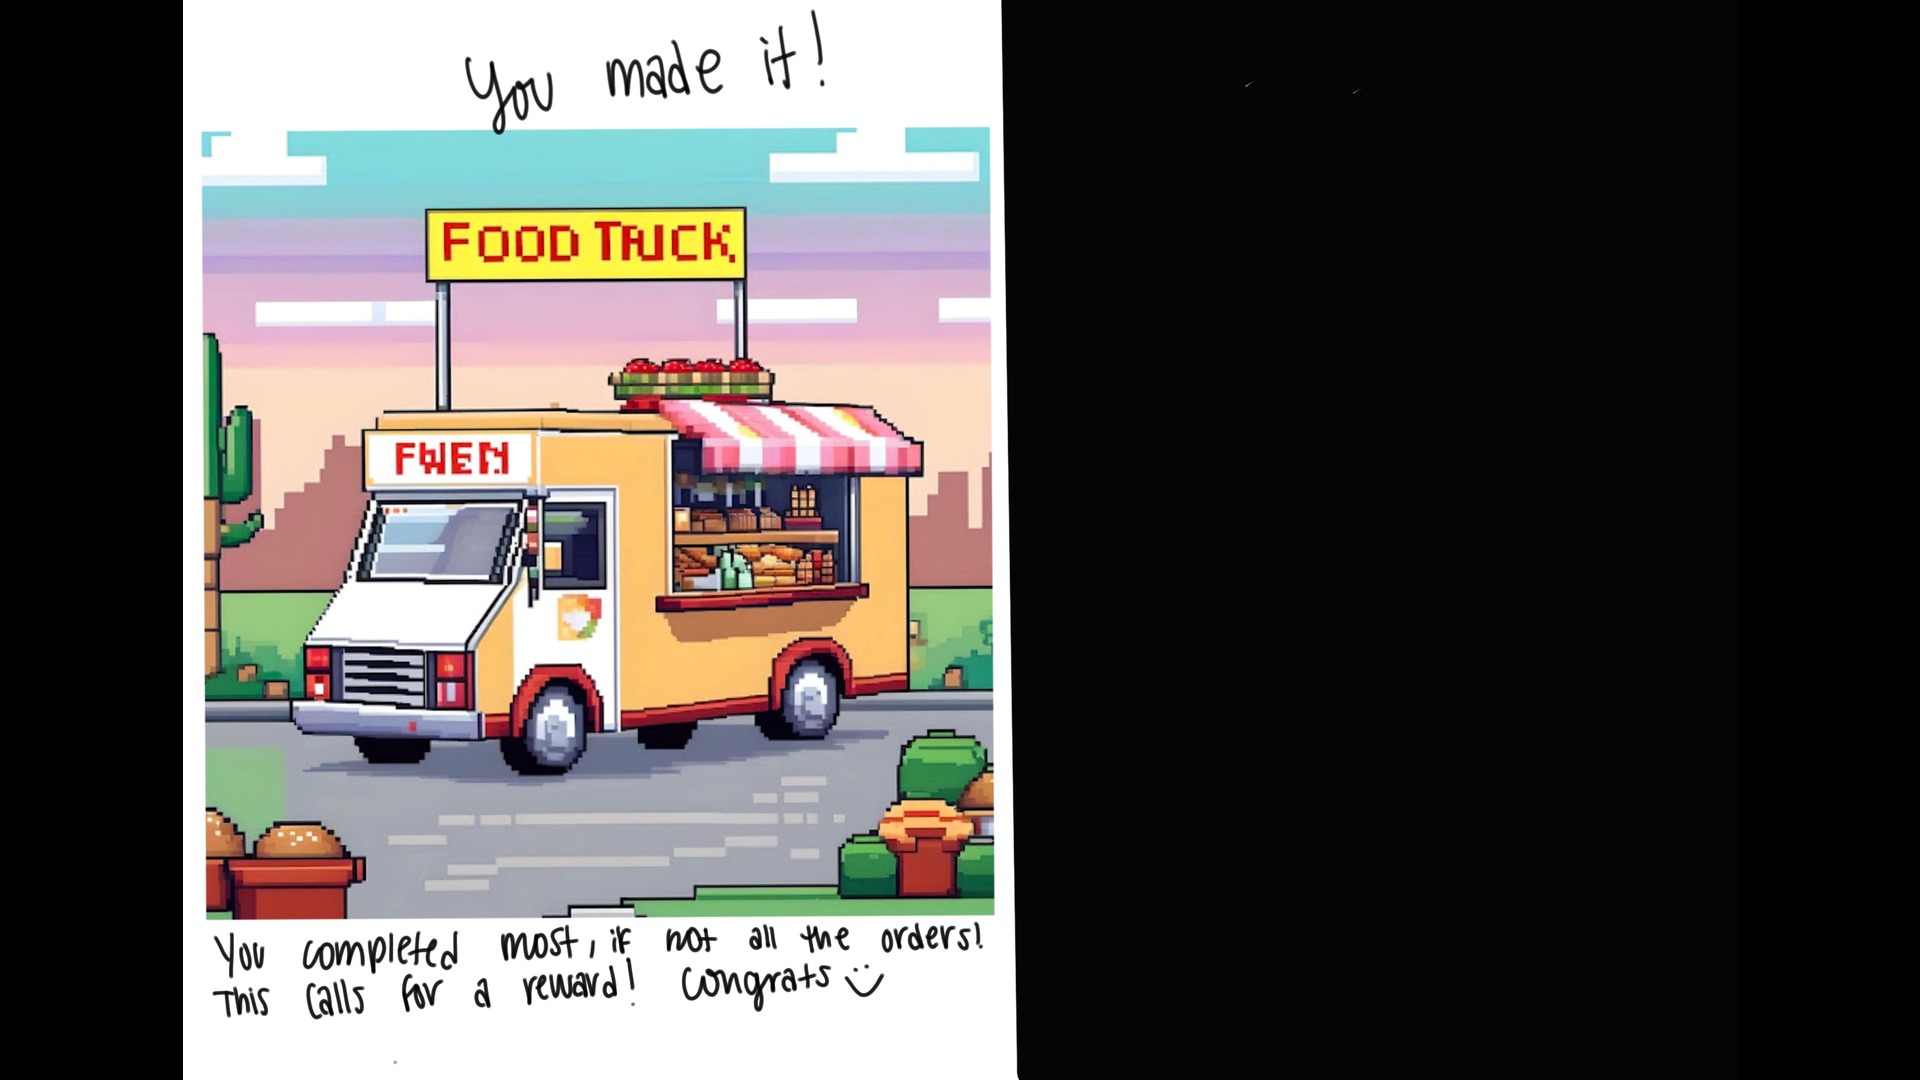 You made it!
FOOD TRUCK
FWEN
You completed most, if not all the orders!
This calls for a reward! Congrats